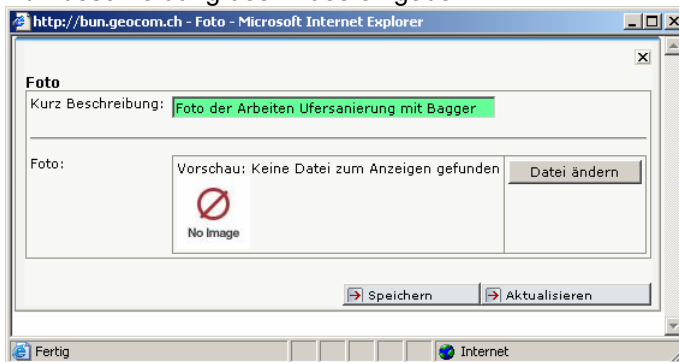 http://bun.geocom.ch - Foto - Microsoft Internet Explorer
Foto
Kurz Beschreibung: Foto der Arbeiten Ufersanierung mit Bagger
Foto: Vorschau: Keine Datei zum Anzeigen gefunden Datei ändern
No Image
Speichern Aktualisieren
Fertig Internet